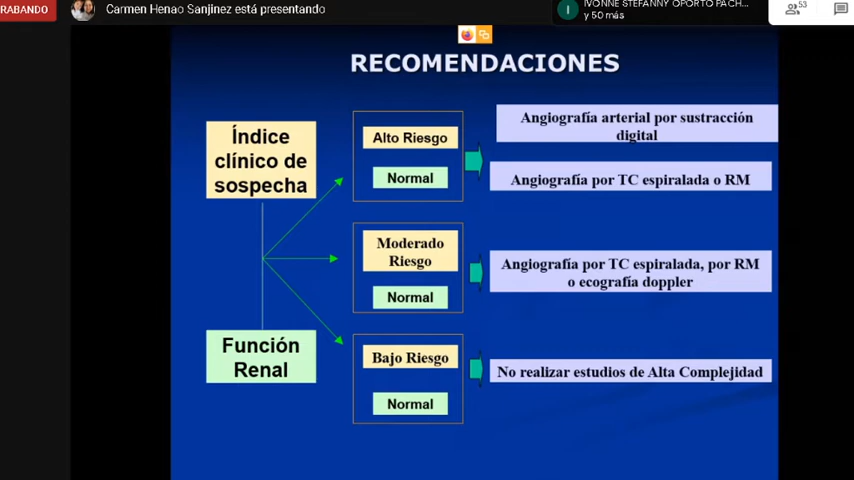 RABANDO
Carmen Henao Sanjinez está presentando
IVONNE STEFANNY OPORTO PACH...
y 50 más
53
RECOMENDACIONES
Índice
clínico de
sospecha
Función
Renal
Alto Riesgo
Normal
Angiografía arterial por sustracción
digital
Angiografía por TC espiralada o RM
Moderado
Riesgo
Normal
Angiografía por TC espiralada, por RM
o ecografía doppler
Bajo Riesgo
Normal
No realizar estudios de Alta Complejidad